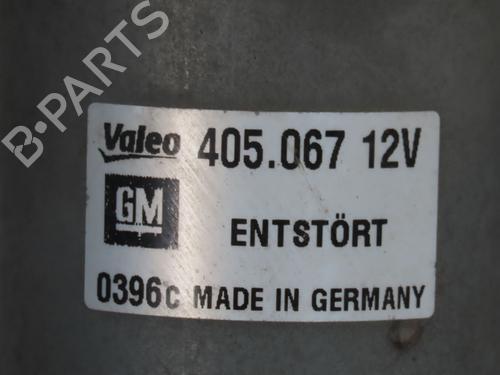 B-PARTS
Valeo 405.067 12V
GM
ENTSTÖRT
0396C MADE IN GERMANY